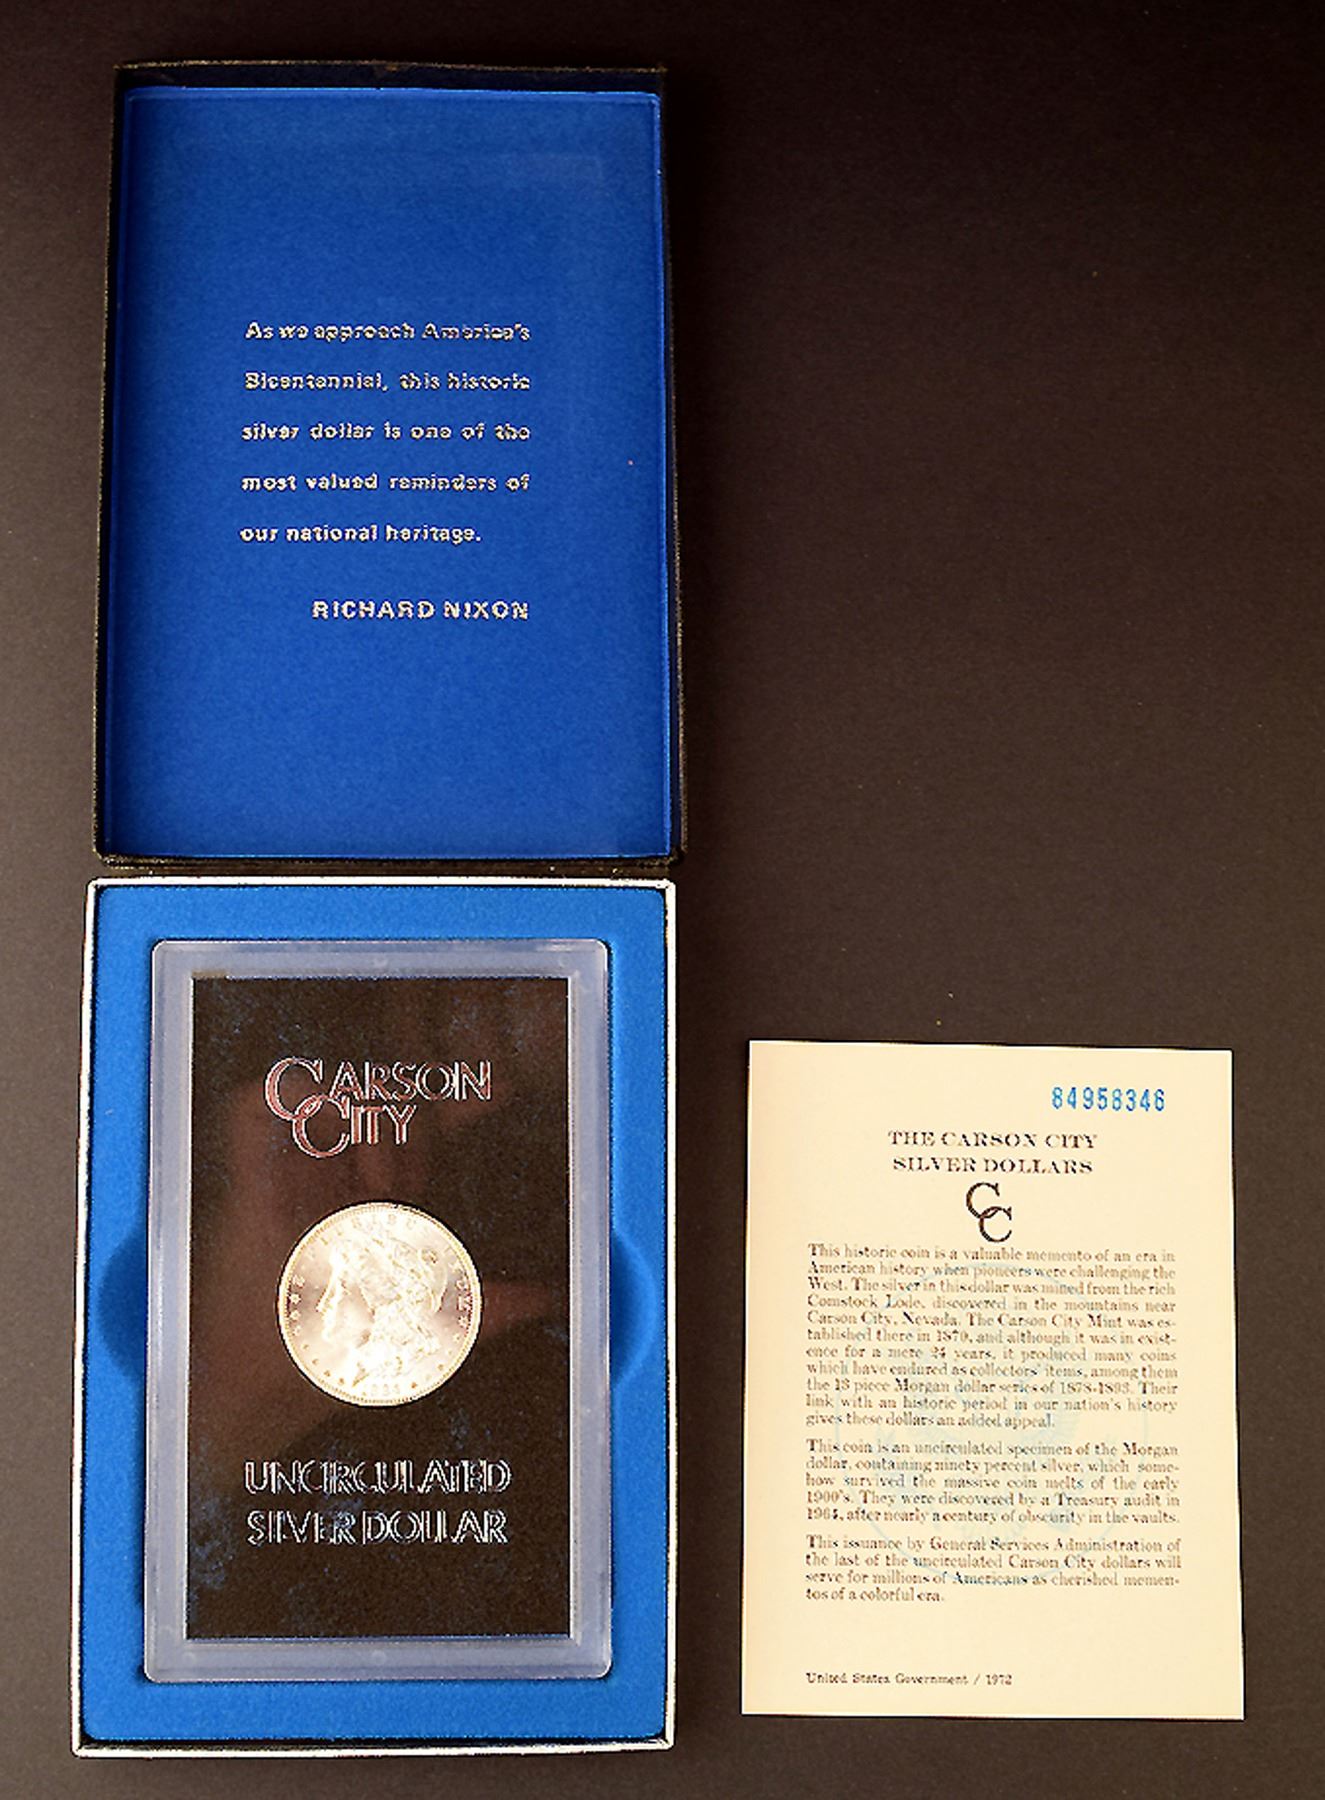 As we approach America's
Bicentennial, this historic
silver dollar is one of the
most valued reminders of
our national heritage.
RICHARD NIXON
CARSON
CITY
UNCIRCULATED
SILVER DOLLAR
84958346
THE CARSON CITY
SILVER DOLLARS
CC
This historic coin is a valuable memento of an era in
American history when pioneers were challenging the
West. The silver in this dollar was mined from the rich
Comstock Lode, discovered in the mountains near
Carson City, Nevada. The Carson City Mint was es-
tablished there in 1870, and although it was in exist-
ence for a mere 24 years, it produced many coins
which have endured as collectors' items, among them
the 13 piece Morgan dollar series of 1878-1893. Their
link with an historic period in our nation's history
gives these dollars an added appeal.
This coin is an uncirculated specimen of the Morgan
dollar, containing ninety percent silver, which some-
how survived the massive coin melts of the early
1900's. They were discovered by a Treasury audit in
1964, after nearly a century of obscurity in the vaults.
This issuance by General Services Administration of
the last of the uncirculated Carson City dollars will
serve for millions of Americans as cherished memen-
tos of a colorful era.
United States Government / 1972